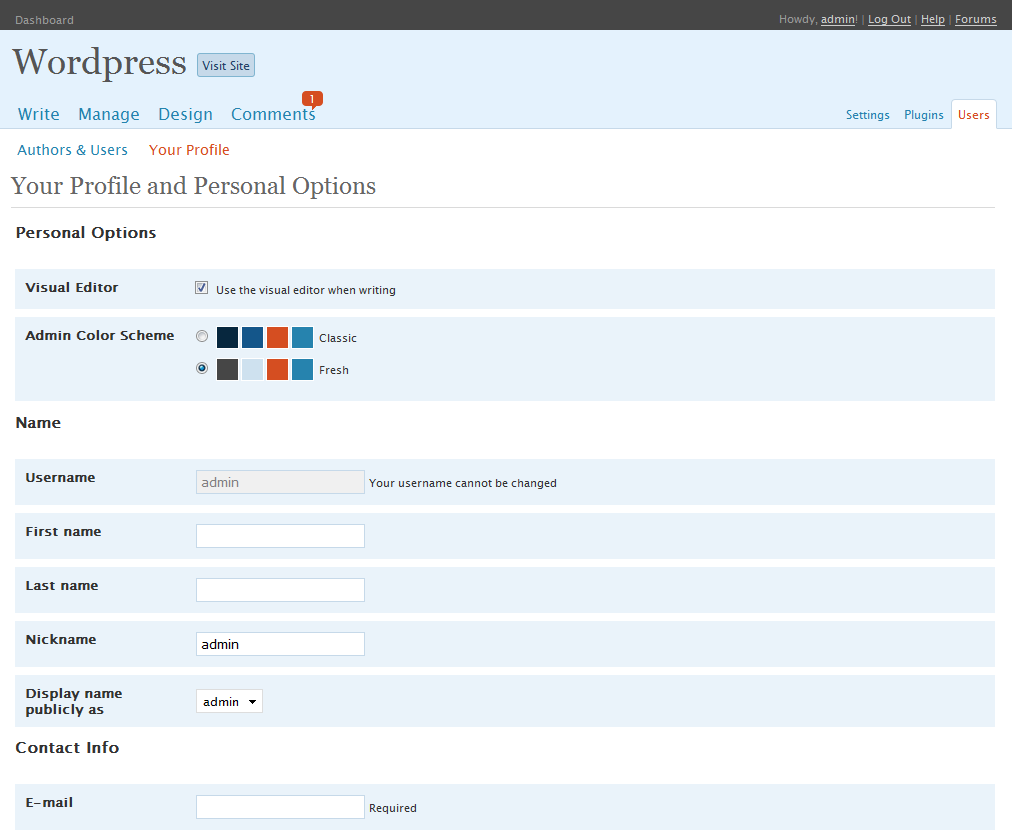 Dashboard
Howdy, admin! | Log Out | Help | Forums
Wordpress Visit Site
1
Write Manage Design Comments
Settings Plugins Users
Authors & Users Your Profile
Your Profile and Personal Options
Personal Options
Visual Editor Use the visual editor when writing
Admin Color Scheme Classic
Fresh
Name
Username admin Your username cannot be changed
First name
Last name
Nickname admin
Display name
publicly as admin
Contact Info
E-mail Required